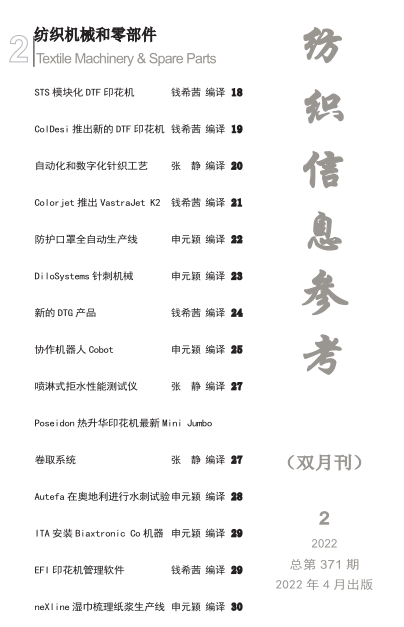 2
纺织机械和零部件
Textile Machinery & Spare Parts
STS 模块化 DTF 印花机 钱希茜 编译 18
ColDesi 推出新的 DTF 印花机 钱希茜 编译 19
自动化和数字化针织工艺 张 静 编译 20
Colorjet 推出 VastraJet K2 钱希茜 编译 21
防护口罩全自动生产线 申元颖 编译 22
DiloSystems 针刺机械 申元颖 编译 23
新的 DTG 产品 钱希茜 编译 24
协作机器人 Cobot 申元颖 编译 25
喷淋式拒水性能测试仪 张 静 编译 27
Poseidon 热升华印花机最新 Mini Jumbo
卷取系统 张 静 编译 27
Autefa 在奥地利进行水刺试验 申元颖 编译 28
ITA 安装 Biaxtronic Co 机器 申元颖 编译 29
EFI 印花机管理软件 钱希茜 编译 29
neXline 湿巾梳理纸浆生产线 申元颖 编译 30
纺织信息参考
（双月刊）
2
2022
总第 371 期
2022 年 4 月出版